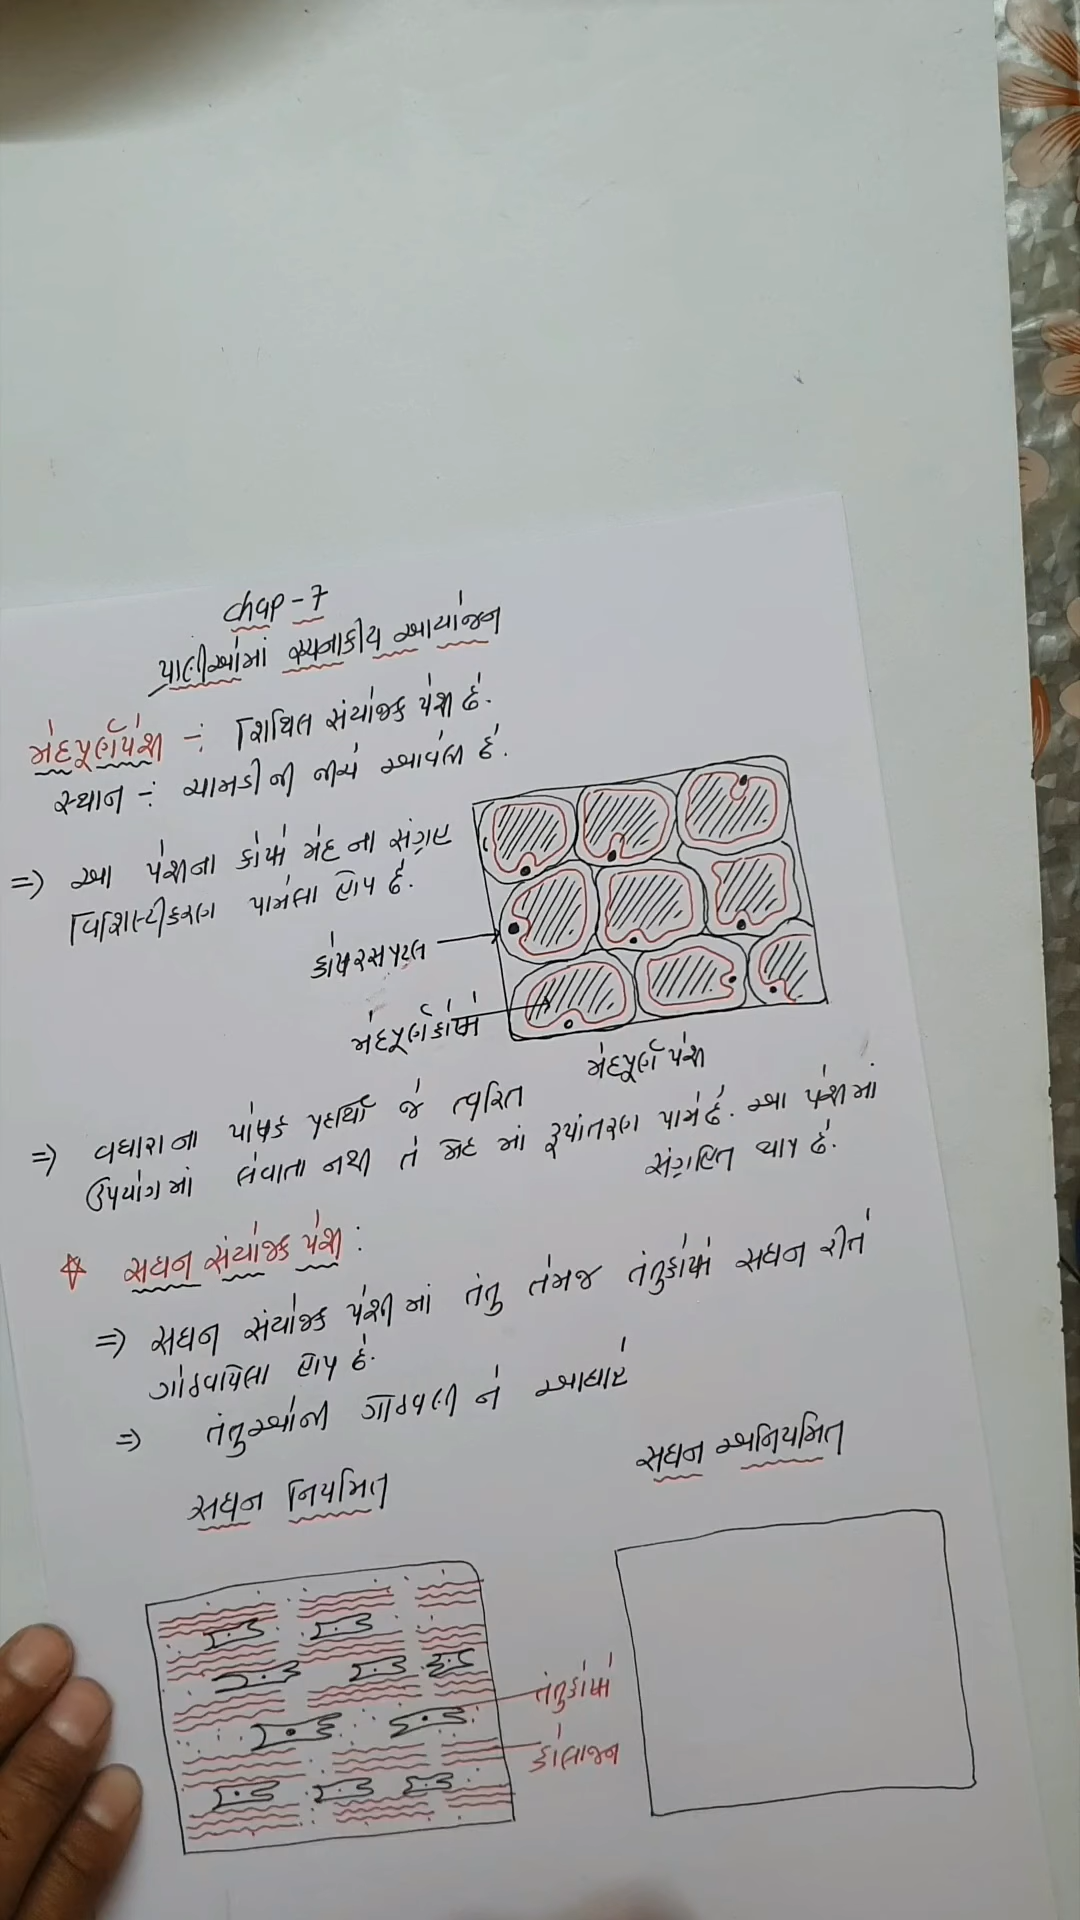 chap-7
પ્રાણીઓમાં રચનાકીય આયોજન
મેદપૂર્ણપેશી :- શિથિલ સંયોજક પેશી છે.
સ્થાન :- ચામડી ની નીચે આવેલી છે.
⇒ આ પેશીના કોષો મેદ ના સંગ્રહ
વિશિષ્ટીકરણ પામેલા હોય છે.
કોષરસપટલ
મેદપૂર્ણકોષો
મેદપૂર્ણ પેશી
⇒ વધારાના પોષક પદાર્થો જે ત્વરિત
ઉપયોગમાં લેવાતા નથી તે મેદ માં રૂપાંતરણ પામે છે. આ પેશીમાં
સંગ્રહિત થાય છે.
☆ સઘન સંયોજક પેશી :
⇒ સઘન સંયોજક પેશી માં તંતુ તેમજ તંતુકોષો સઘન રીતે
ગોઠવાયેલા હોય છે.
⇒ તંતુઓની ગોઠવણી ને આધારે
સઘન નિયમિત
સઘન અનિયમિત
તંતુકોષો
કોલાજન